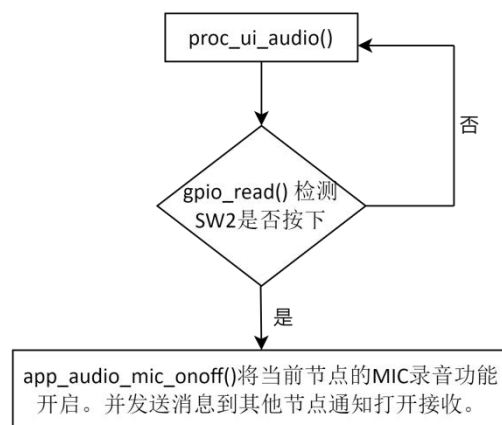 proc_ui_audio()
否
gpio_read() 检测
SW2是否按下
是
app_audio_mic_onoff()将当前节点的MIC录音功能
开启。并发送消息到其他节点通知打开接收。